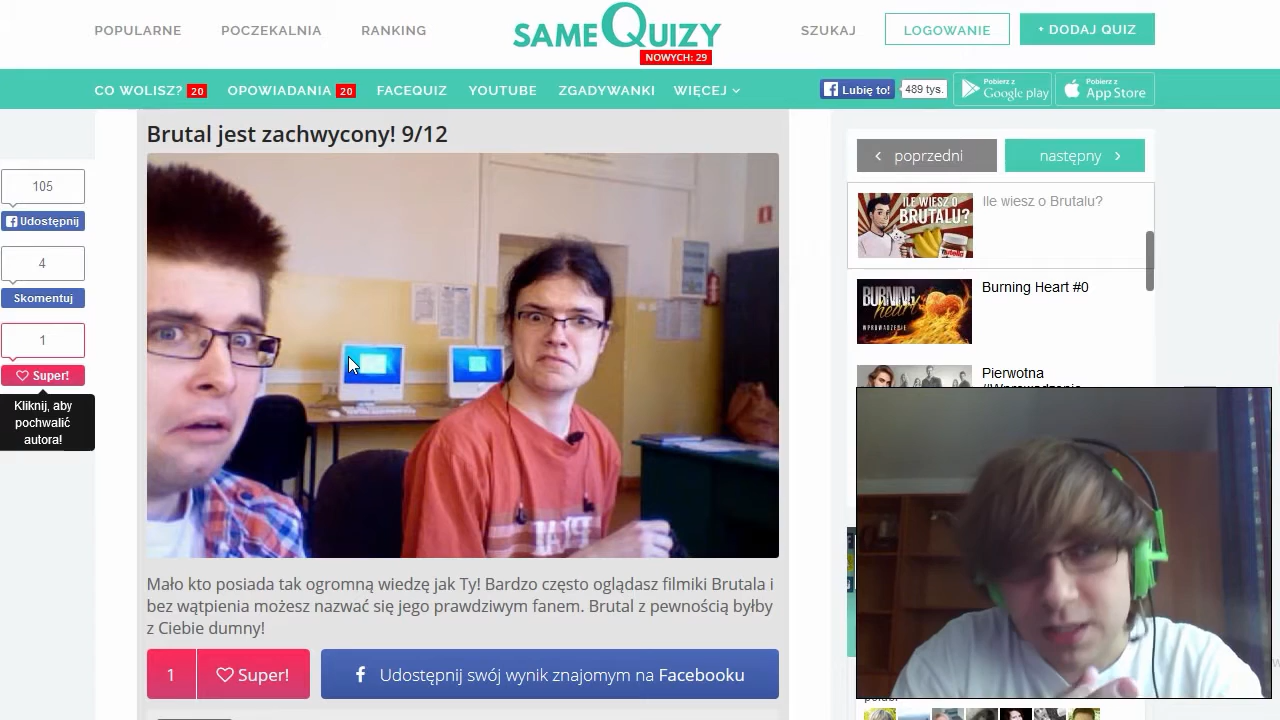 POPULARNE
POCZEKALNIA
RANKING
SAMEQUIZY
NOWYCH: 29
SZUKAJ
LOGOWANIE
+ DODAJ QUIZ
CO WOLISZ? 20
OPOWIADANIA 20
FACEQUIZ
YOUTUBE
ZGADYWANKI
WIĘCEJ
Lubię to!
489 tys.
Pobierz z
Google play
Pobierz z
App Store
Brutal jest zachwycony! 9/12
105
Udostępnij
4
Skomentuj
1
Super!
Kliknij, aby
pochwalić
autora!
poprzedni
następny
ILE WIESZ O
BRUTALU?
nutella
Ile wiesz o Brutalu?
BURNING
heart
WPROWADZENIE
Burning Heart #0
Pierwotna
Mało kto posiada tak ogromną wiedzę jak Ty! Bardzo często oglądasz filmiki Brutala i
bez wątpienia możesz nazwać się jego prawdziwym fanem. Brutal z pewnością byłby
z Ciebie dumny!
1
Super!
Udostępnij swój wynik znajomym na Facebooku